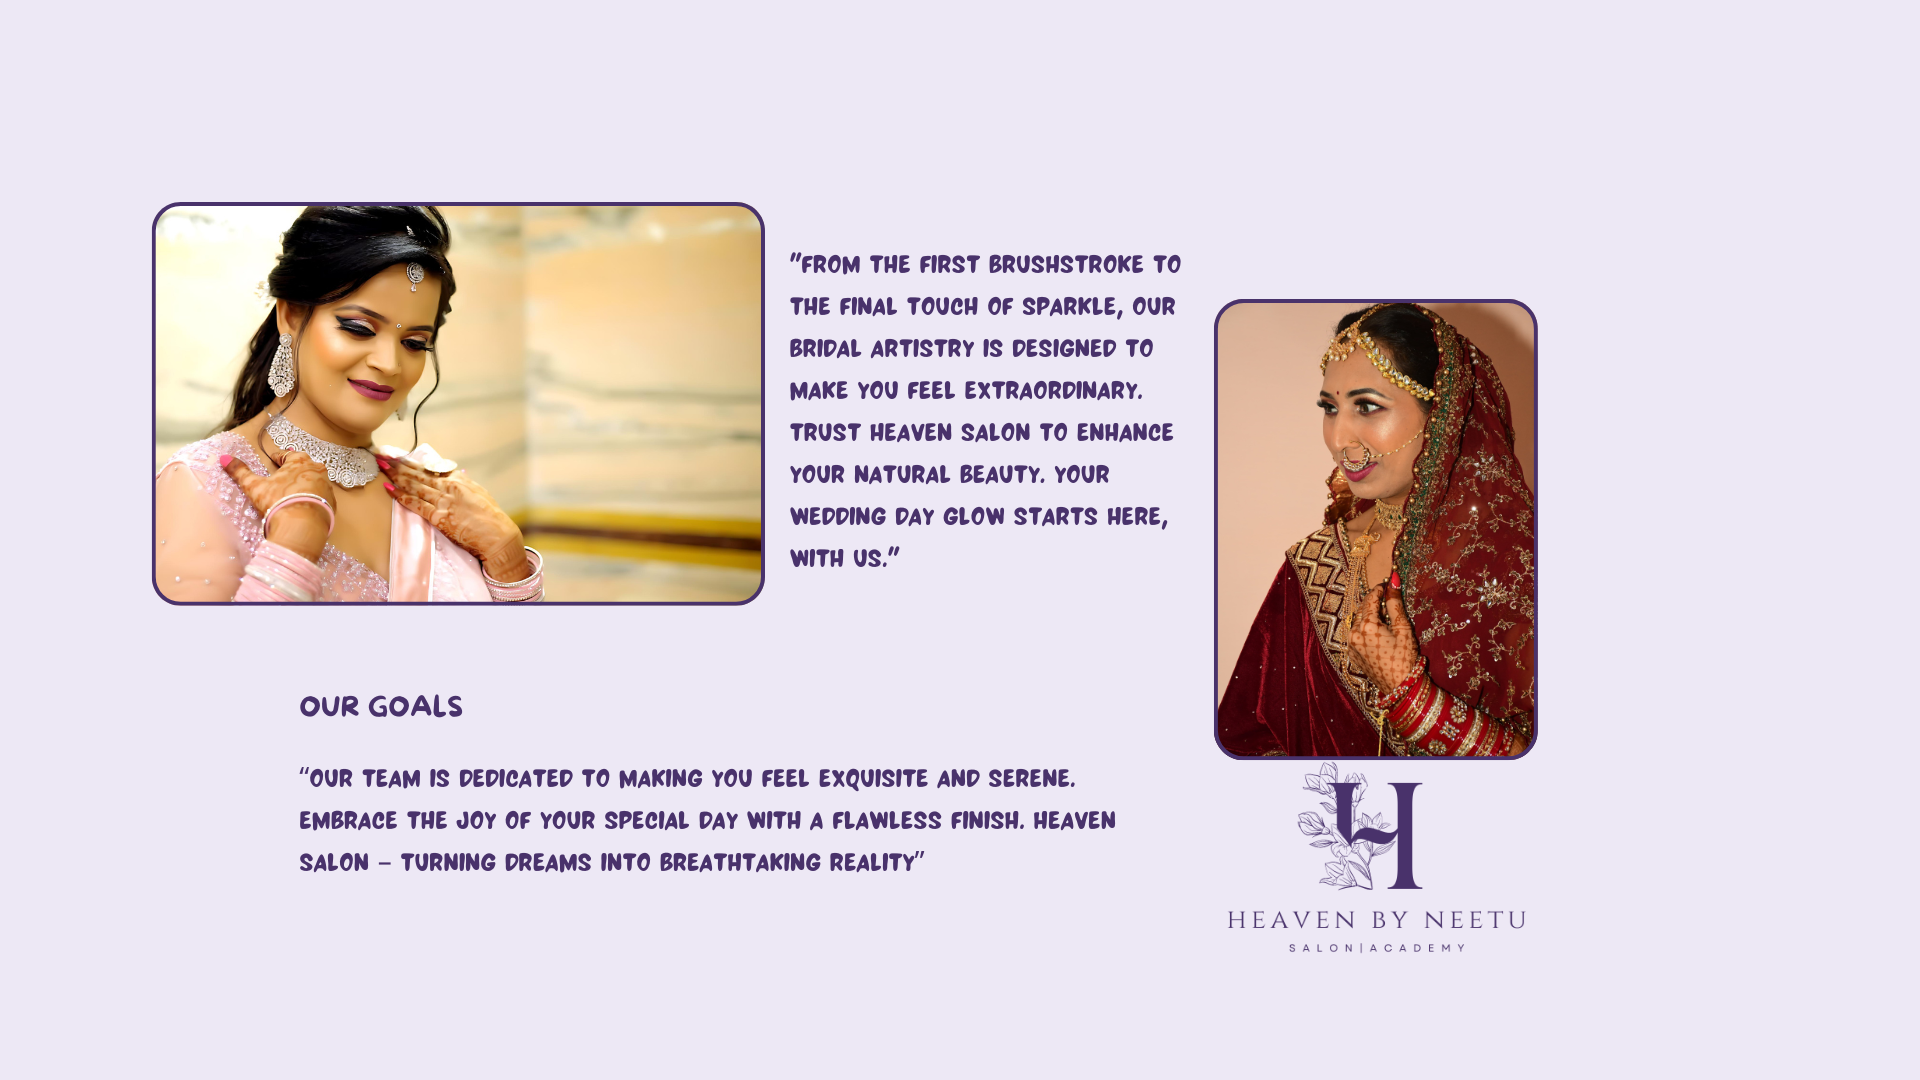 "FROM THE FIRST BRUSHSTROKE TO
THE FINAL TOUCH OF SPARKLE, OUR
BRIDAL ARTISTRY IS DESIGNED TO
MAKE YOU FEEL EXTRAORDINARY.
TRUST HEAVEN SALON TO ENHANCE
YOUR NATURAL BEAUTY. YOUR
WEDDING DAY GLOW STARTS HERE,
WITH US."
OUR GOALS
"OUR TEAM IS DEDICATED TO MAKING YOU FEEL EXQUISITE AND SERENE.
EMBRACE THE JOY OF YOUR SPECIAL DAY WITH A FLAWLESS FINISH. HEAVEN
SALON – TURNING DREAMS INTO BREATHTAKING REALITY"
H
HEAVEN BY NEETU
SALON|ACADEMY